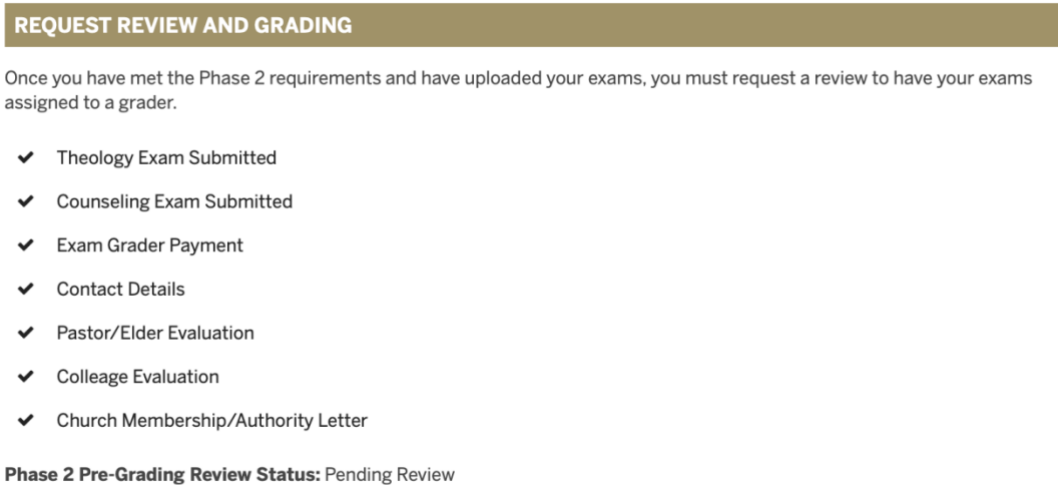 REQUEST REVIEW AND GRADING
Once you have met the Phase 2 requirements and have uploaded your exams, you must request a review to have your exams
assigned to a grader.
Theology Exam Submitted
Counseling Exam Submitted
Exam Grader Payment
Contact Details
Pastor/Elder Evaluation
Colleage Evaluation
Church Membership/Authority Letter
Phase 2 Pre-Grading Review Status: Pending Review